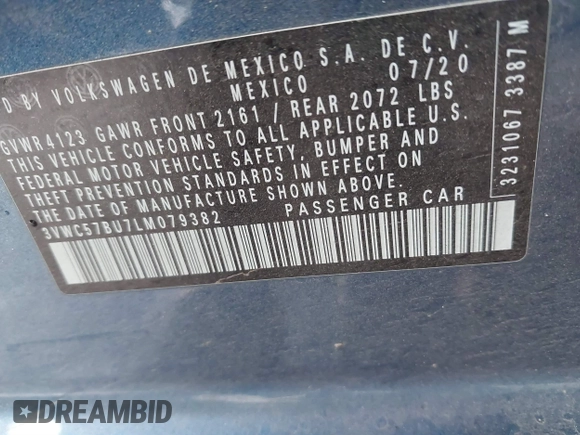 D BY VOLKSWAGEN DE MEXICO S.A. DE C.V.
MEXICO 07/20
GVWR 4123 GAWR FRONT 2161 / REAR 2072 LBS
THIS VEHICLE CONFORMS TO ALL APPLICABLE U.S.
FEDERAL MOTOR VEHICLE SAFETY, BUMPER AND
THEFT PREVENTION STANDARDS IN EFFECT ON
THE DATE OF MANUFACTURE SHOWN ABOVE.
3VWC57BU7LM079382 PASSENGER CAR
3231067 3387 M
DREAMBID